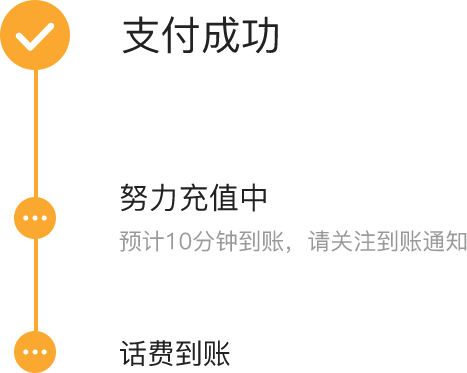 支付成功
努力充值中
预计10分钟到账，请关注到账通知
话费到账